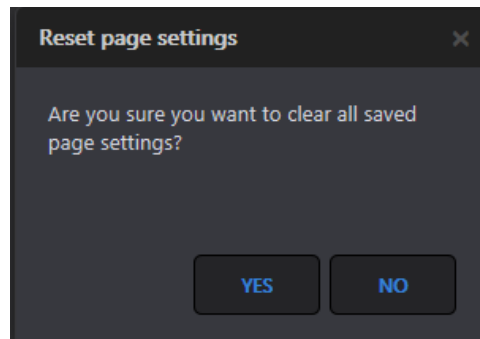 Reset page settings
Are you sure you want to clear all saved
page settings?
YES NO